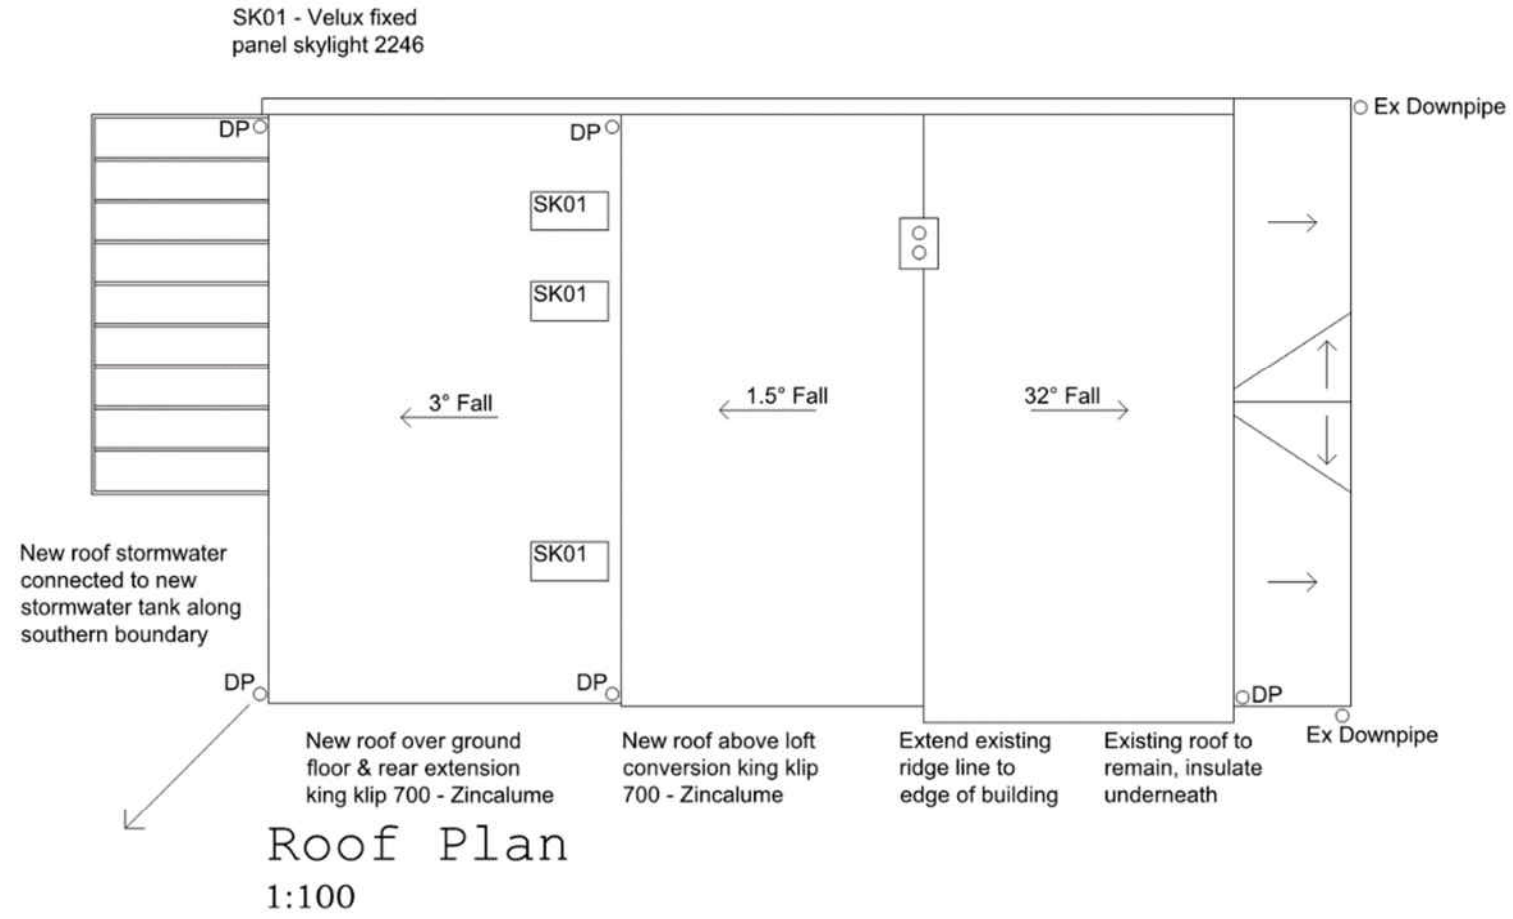 SK01 - Velux fixed
panel skylight 2246
Ex Downpipe
DP
DP
SK01
SK01
3° Fall
1.5° Fall
32° Fall
SK01
New roof stormwater
connected to new
stormwater tank along
southern boundary
DP
DP
DP
Ex Downpipe
New roof over ground
floor & rear extension
king klip 700 - Zincalume
New roof above loft
conversion king klip
700 - Zincalume
Extend existing
ridge line to
edge of building
Existing roof to
remain, insulate
underneath
Roof Plan
1:100